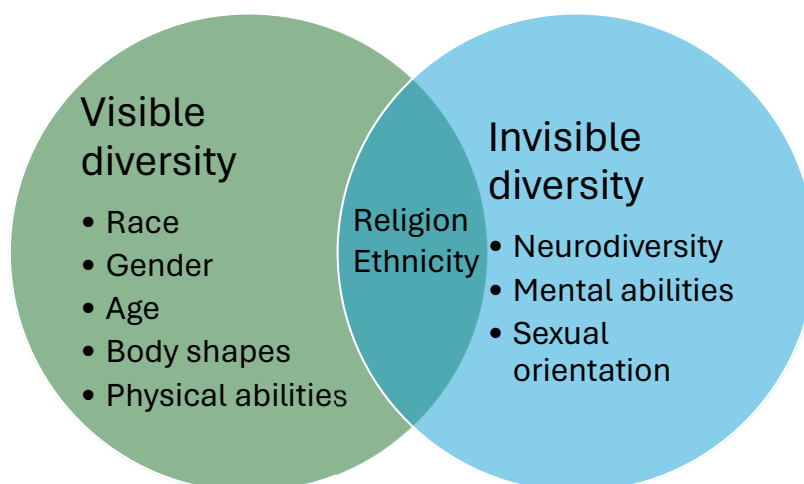 Visible
diversity
• Race
• Gender
• Age
• Body shapes
• Physical abilities
Religion
Ethnicity
Invisible
diversity
• Neurodiversity
• Mental abilities
• Sexual
orientation